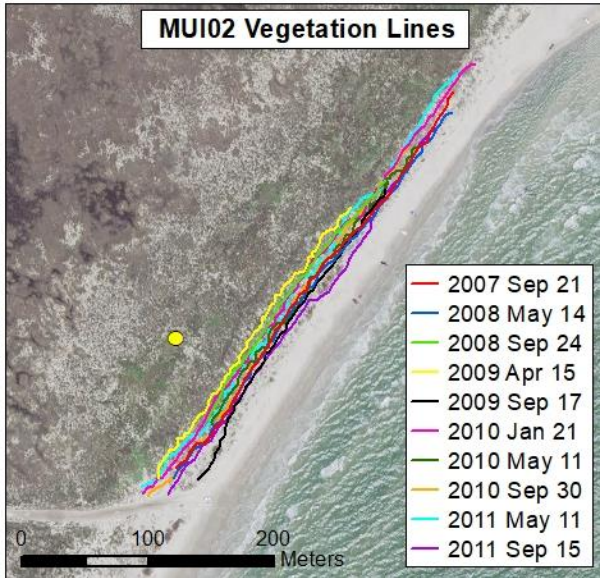 MUI02 Vegetation Lines
2007 Sep 21
2008 May 14
2008 Sep 24
2009 Apr 15
2009 Sep 17
2010 Jan 21
2010 May 11
2010 Sep 30
2011 May 11
2011 Sep 15
0 100 200
Meters